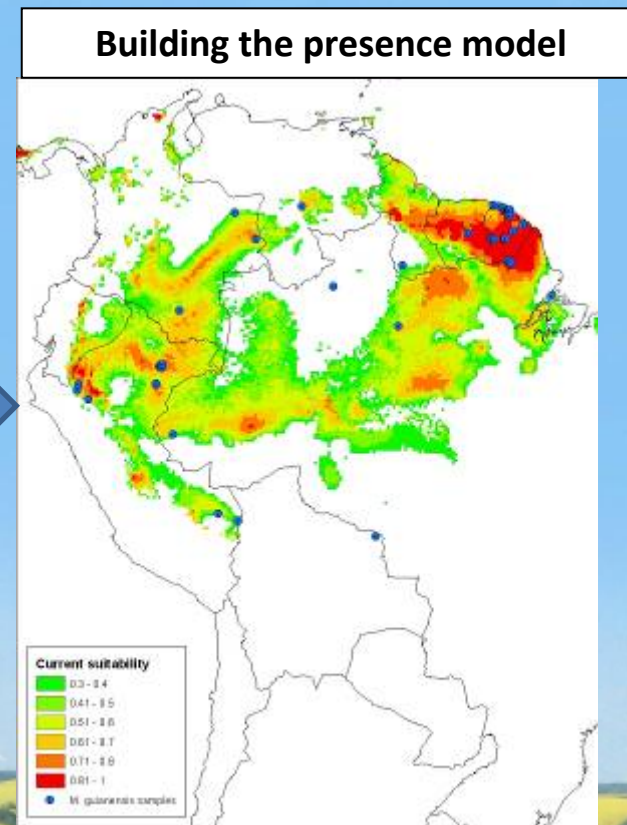 Building the presence model
Current suitability
0.3 - 0.4
0.41 - 0.5
0.51 - 0.6
0.61 - 0.7
0.71 - 0.8
0.81 - 1
M. guianensis samples